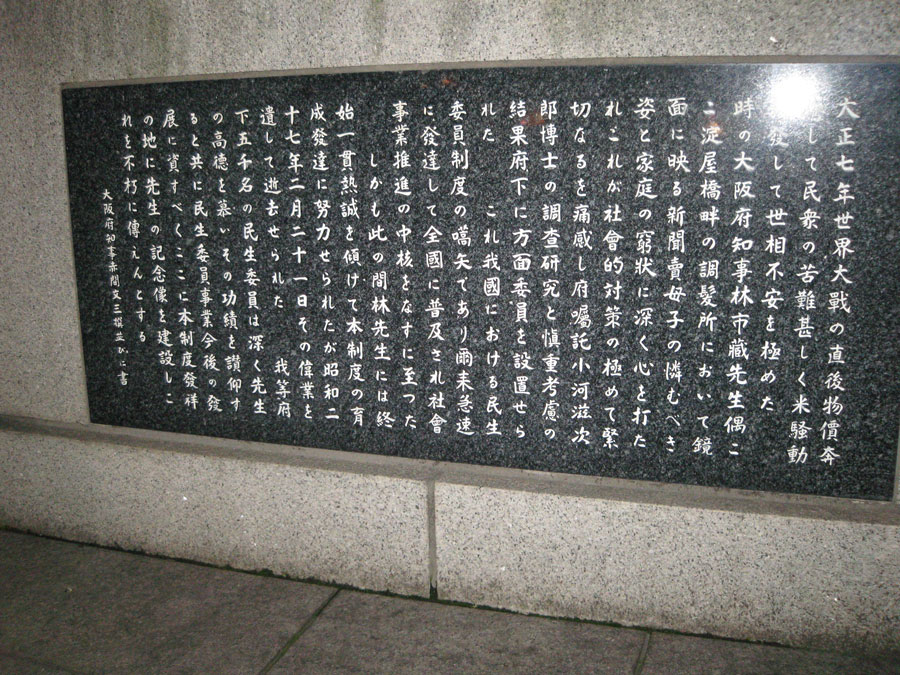 大正七年世界大戰の直後物價奔
して民衆の苦難甚しく米騒動
發して世相不安を極めた
時の大阪府知事林市藏先生偶こ
こ淀屋橋畔の調髪所において鏡
面に映る新聞賣母子の憐むべき
姿と家庭の窮狀に深く心を打た
れこれが社會的対策の極めて緊
切なるを痛感し府囑託小河滋次
郎博士の調査研究と愼重考慮の
結果府下に方面委員を設置せら
れた　これ我國における民生
委員制度の嚆矢であり爾来急速
に發達して全國に普及され社會
事業推進の中核をなすに至つた
しかも此の間林先生には終
始一貫熱誠を傾けて本制度の育
成發達に努力せられたが昭和二
十七年二月二十一日その偉業を
遺して逝去せられた　我等府
下五千名の民生委員は深く先生
の高德を慕いその功績を讃仰す
ると共に民生委員事業今後の發
展に資すべくここに本制度發祥
の地に先生の記念像を建設しこ
れを不朽に傳えんとする
大阪府知事赤間文三撰並びに書